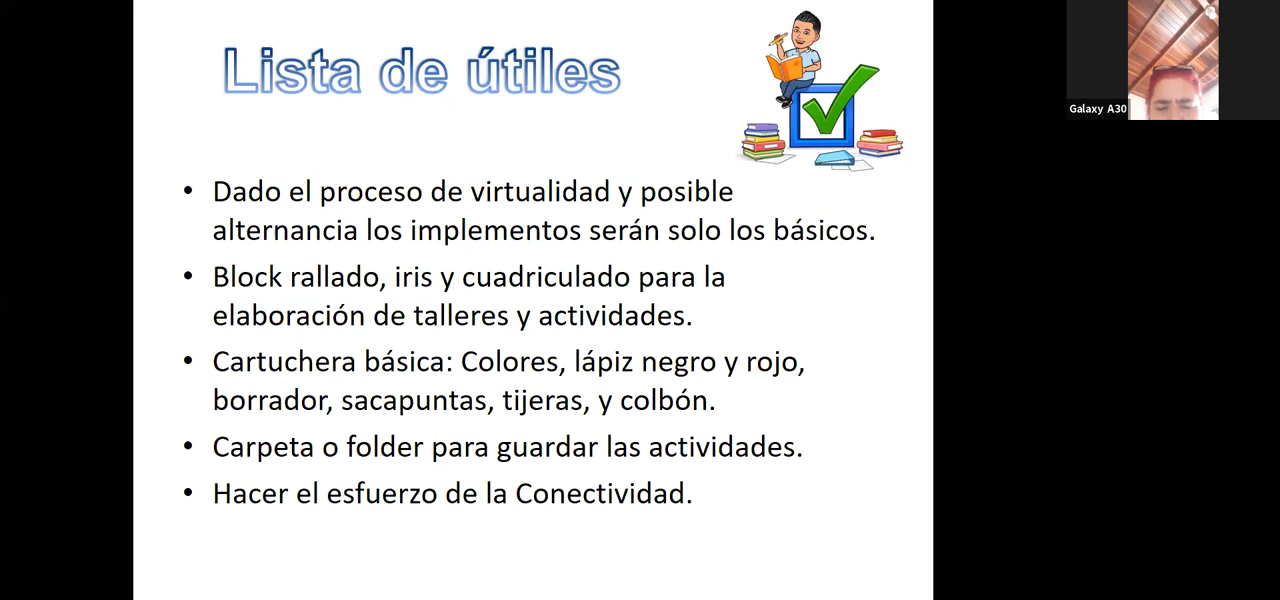 Lista de útiles
Galaxy A30
• Dado el proceso de virtualidad y posible
alternancia los implementos serán solo los básicos.
• Block rallado, iris y cuadriculado para la
elaboración de talleres y actividades.
• Cartuchera básica: Colores, lápiz negro y rojo,
borrador, sacapuntas, tijeras, y colbón.
• Carpeta o folder para guardar las actividades.
• Hacer el esfuerzo de la Conectividad.